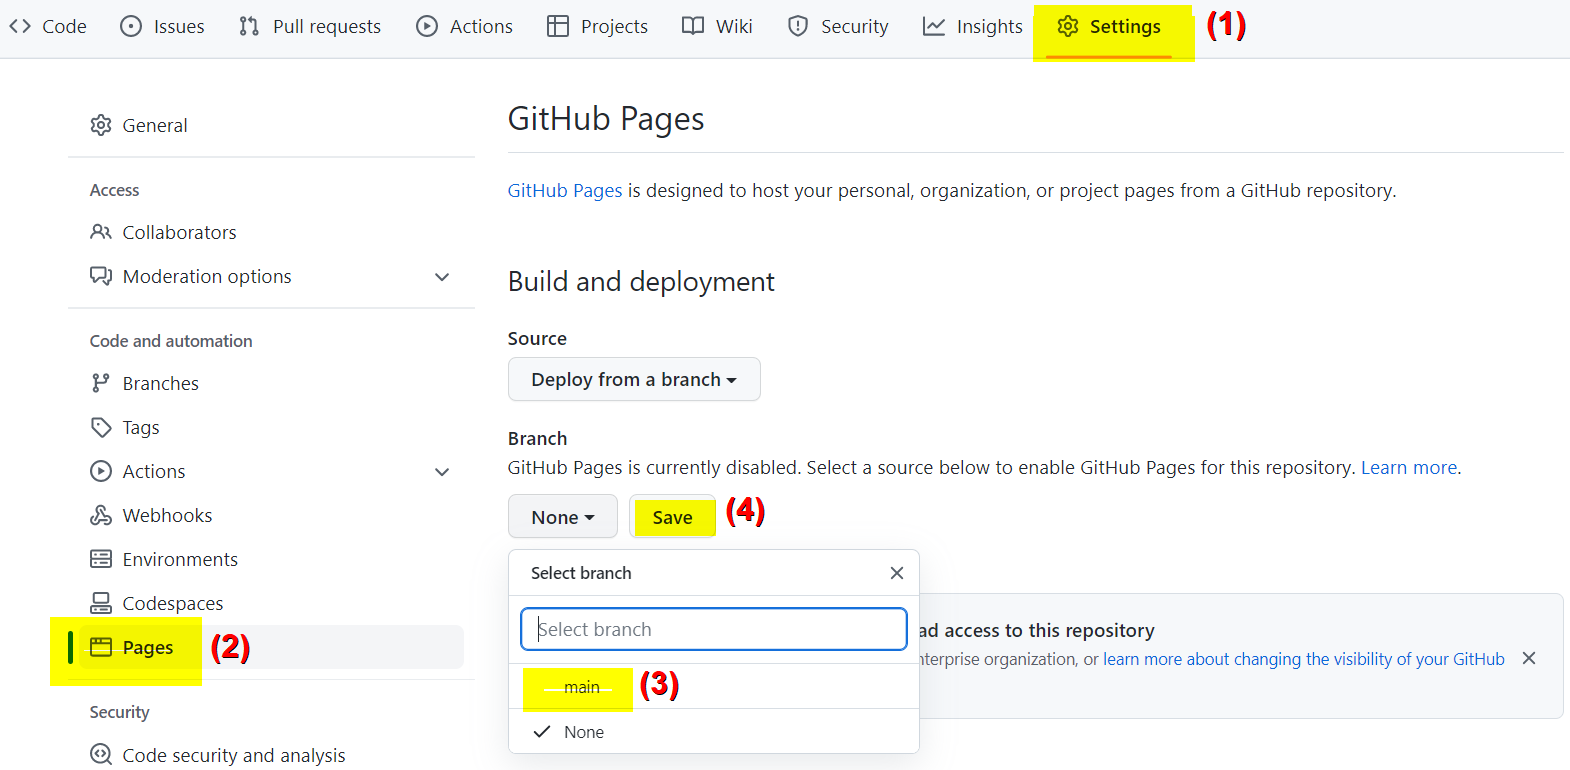 Code Issues Pull requests Actions Projects Wiki Security Insights Settings (1)
General
Access
Collaborators
Moderation options
Code and automation
Branches
Tags
Actions
Webhooks
Environments
Codespaces
Pages (2)
Security
Code security and analysis
GitHub Pages
GitHub Pages is designed to host your personal, organization, or project pages from a GitHub repository.
Build and deployment
Source
Deploy from a branch
Branch
GitHub Pages is currently disabled. Select a source below to enable GitHub Pages for this repository. Learn more.
None Save (4)
Select branch
Select branch
main (3)
None
access to this repository
organization, or learn more about changing the visibility of your GitHub